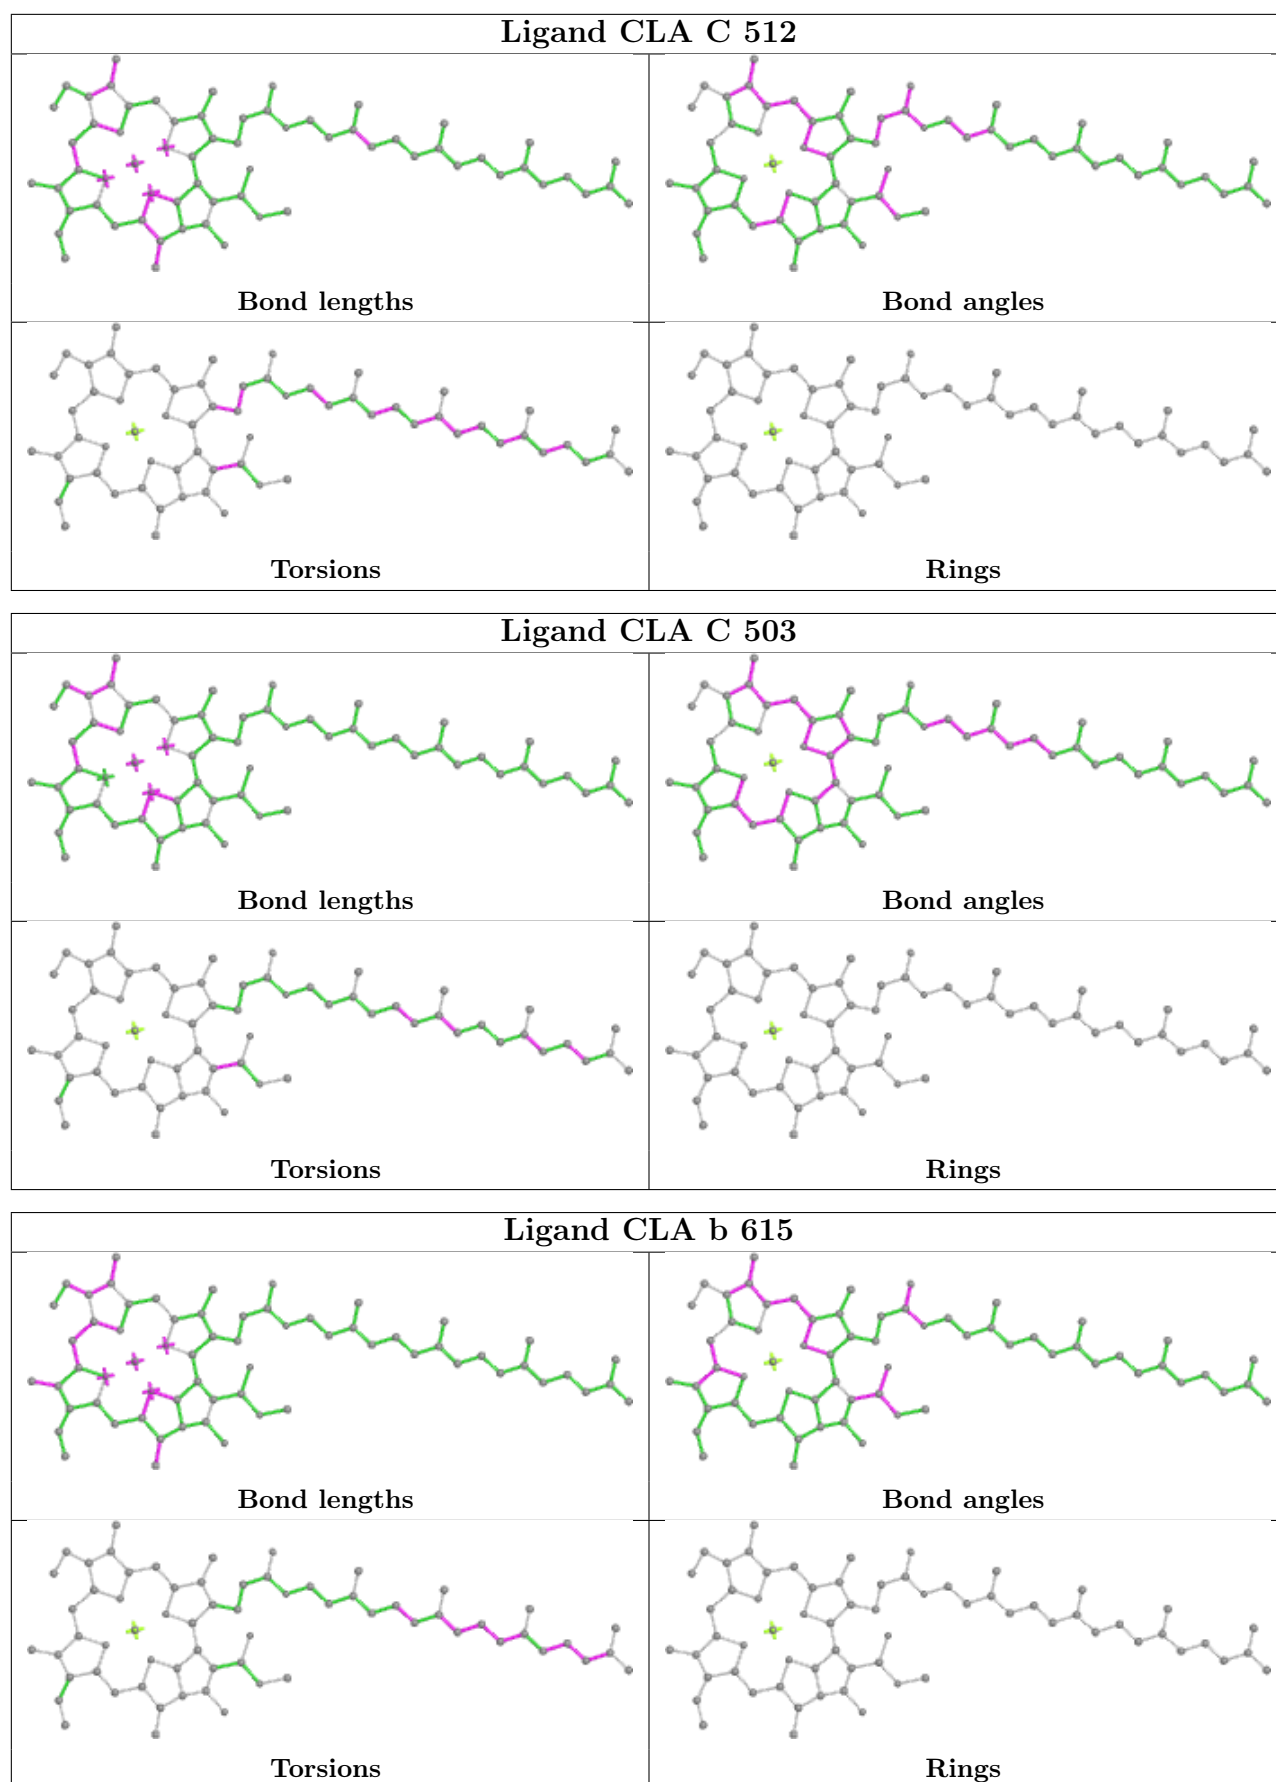 Ligand CLA C 512
Bond lengths
Bond angles
Torsions
Rings
Ligand CLA C 503
Bond lengths
Bond angles
Torsions
Rings
Ligand CLA b 615
Bond lengths
Bond angles
Torsions
Rings